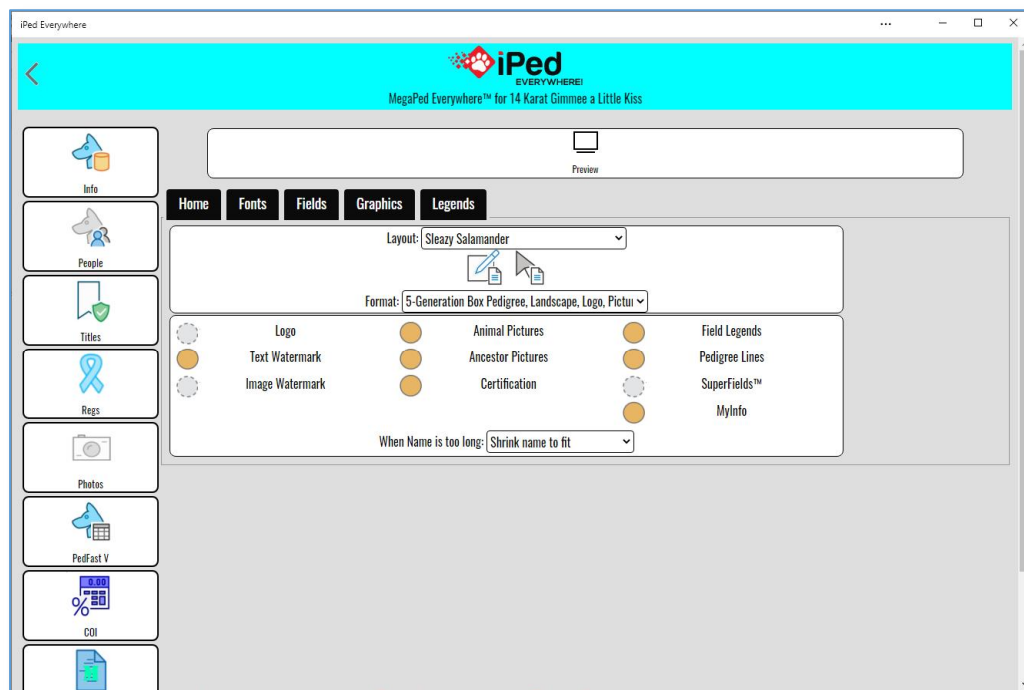 iPed Everywhere
iPed
EVERYWHERE!
MegaPed Everywhere™ for 14 Karat Gimmee a Little Kiss
Info
People
Titles
Regs
Photos
PedFast V
0.00
%
COI
Preview
Home Fonts Fields Graphics Legends
Layout: Sleazy Salamander
Format: 5-Generation Box Pedigree, Landscape, Logo, Pictu
Logo Animal Pictures Field Legends
Text Watermark Ancestor Pictures Pedigree Lines
Image Watermark Certification SuperFields™
MyInfo
When Name is too long: Shrink name to fit